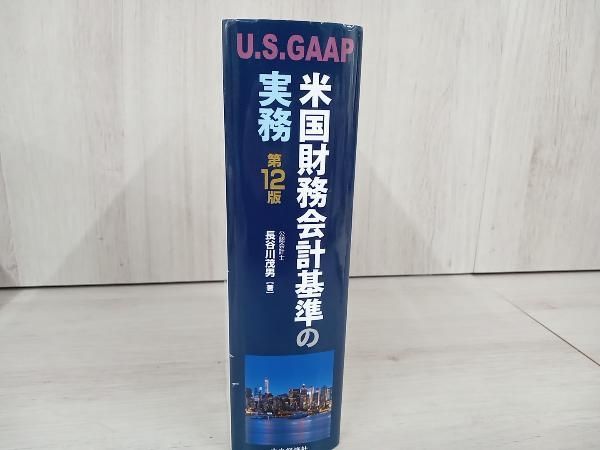 U.S.GAAP
米国財務会計基準の
実務
第12版
公認会計士
長谷川茂男[著]